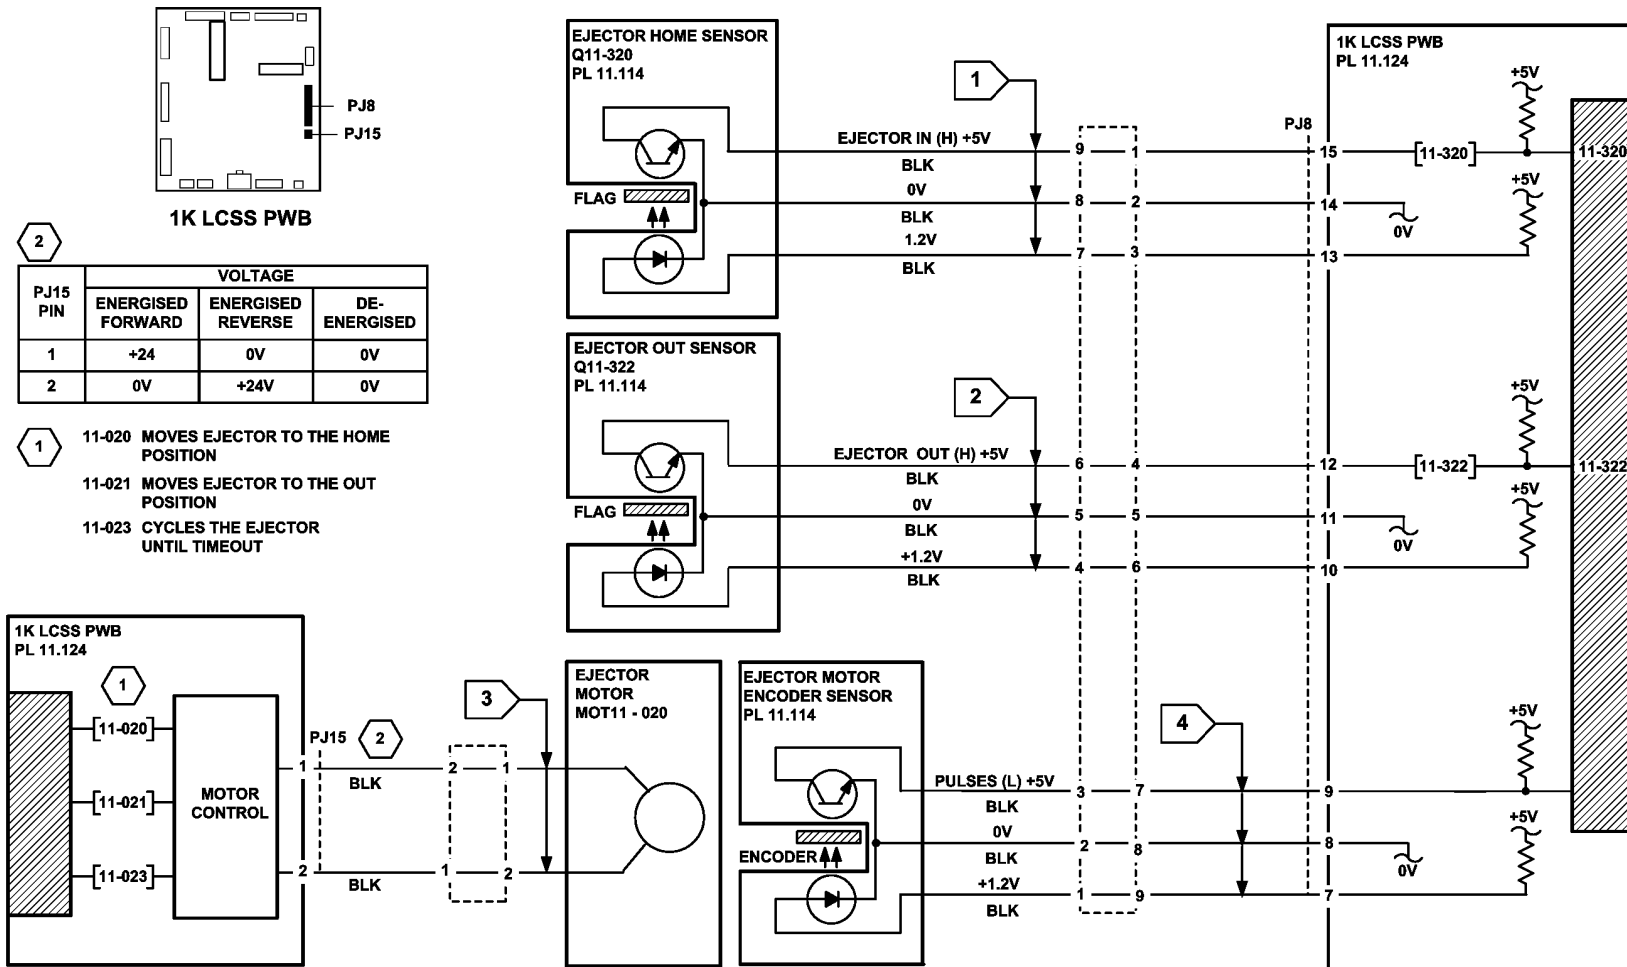 PJ8
PJ15
1K LCSS PWB
2
PJ15 PIN
VOLTAGE
ENERGISED FORWARD
ENERGISED REVERSE
DE-ENERGISED
1 +24 0V 0V
2 0V +24V 0V
1
11-020 MOVES EJECTOR TO THE HOME
POSITION
11-021 MOVES EJECTOR TO THE OUT
POSITION
11-023 CYCLES THE EJECTOR
UNTIL TIMEOUT
EJECTOR HOME SENSOR
Q11-320
PL 11.114
FLAG
1
EJECTOR IN (H) +5V
BLK
0V
BLK
1.2V
BLK
9 1
8 2
7 3
1K LCSS PWB
PL 11.124
PJ8
15
11-320
+5V
11-320
14
0V
+5V
13
EJECTOR OUT SENSOR
Q11-322
PL 11.114
FLAG
2
EJECTOR OUT (H) +5V
BLK
0V
BLK
+1.2V
BLK
6 4
5 5
4 6
12
11-322
+5V
11-322
11
0V
+5V
10
1K LCSS PWB
PL 11.124
1
11-020
11-021
11-023
MOTOR
CONTROL
1
2
PJ15
2
BLK
BLK
2 1
1 2
3
EJECTOR
MOTOR
MOT11 - 020
EJECTOR MOTOR
ENCODER SENSOR
PL 11.114
ENCODER
4
PULSES (L) +5V
BLK
0V
BLK
+1.2V
BLK
3 7
2 8
1 9
9
+5V
8
0V
+5V
7